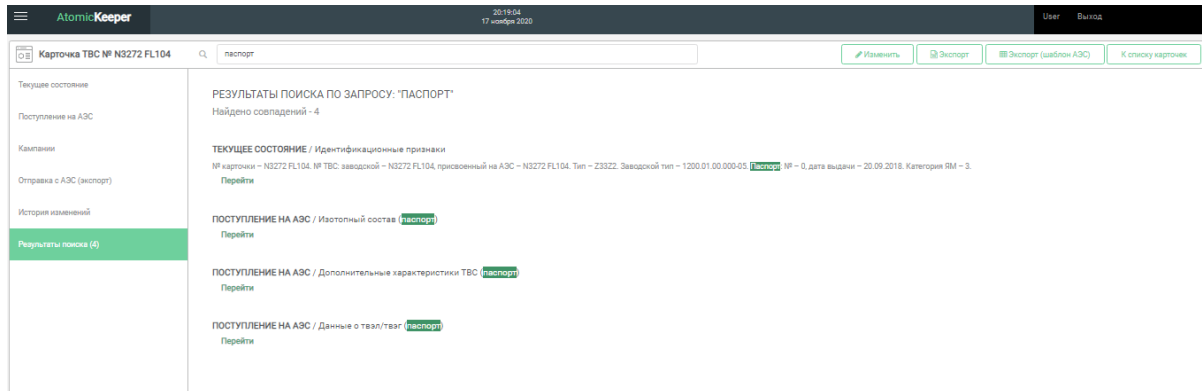 AtomicKeeper
20:19:04
17 ноября 2020
User Выход
Карточка ТВС № N3272 FL104
паспорт
Изменить
Экспорт
Экспорт (шаблон АЭС)
К списку карточек
Текущее состояние
Поступление на АЭС
Кампании
Отправка с АЭС (экспорт)
История изменений
Результаты поиска (4)
РЕЗУЛЬТАТЫ ПОИСКА ПО ЗАПРОСУ: "ПАСПОРТ"
Найдено совпадений - 4
ТЕКУЩЕЕ СОСТОЯНИЕ / Идентификационные признаки
№ карточки – N3272 FL104. № ТВС: заводской – N3272 FL104, присвоенный на АЭС – N3272 FL104. Тип – Z33Z2. Заводской тип – 1200.01.00.000-05. Паспорт: № – 0, дата выдачи – 20.09.2018. Категория ЯМ – 3.
Перейти
ПОСТУПЛЕНИЕ НА АЭС / Изотопный состав (паспорт)
Перейти
ПОСТУПЛЕНИЕ НА АЭС / Дополнительные характеристики ТВС (паспорт)
Перейти
ПОСТУПЛЕНИЕ НА АЭС / Данные о твэл/твэг (паспорт)
Перейти